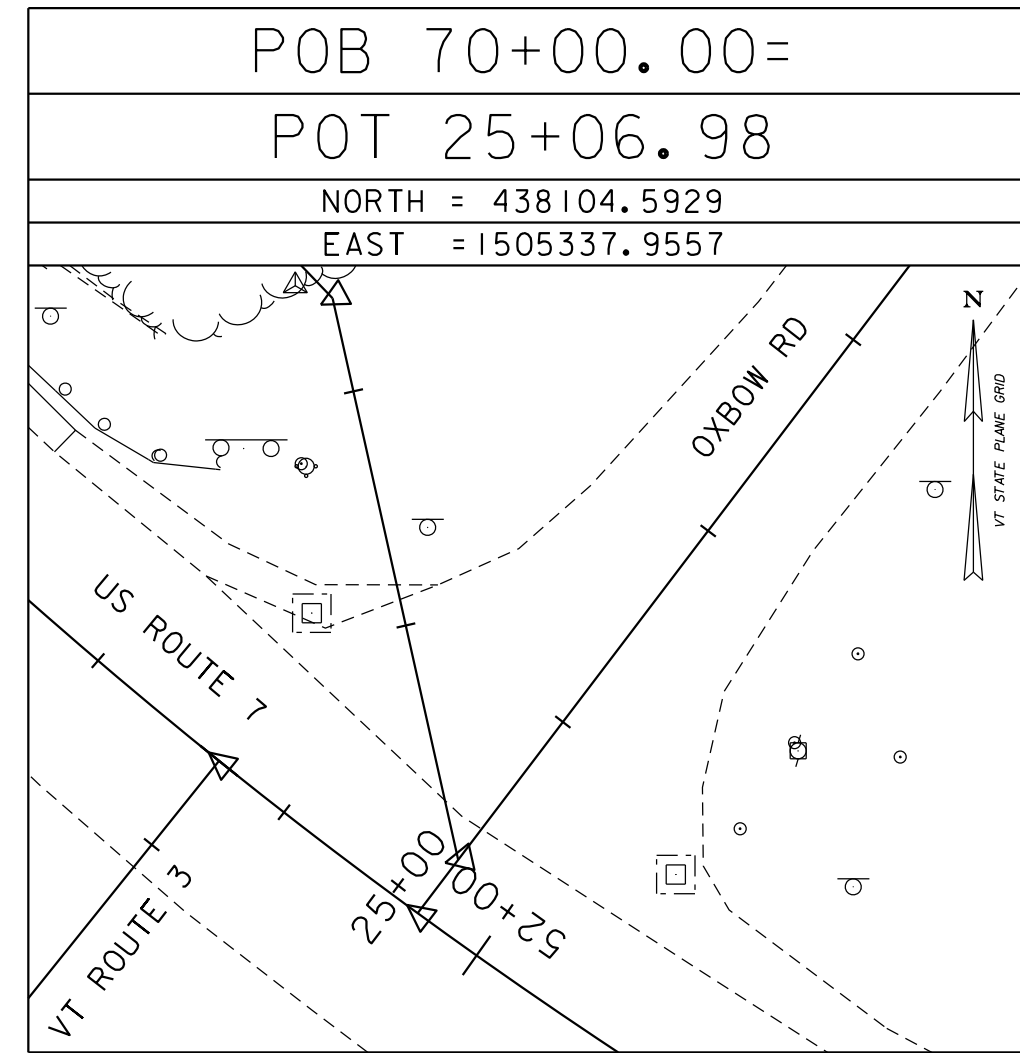 POB 70+00.00=
POT 25+06.98
NORTH = 438104.5929
EAST =1505337.9557
N
VT STATE PLANE GRID
OXBOW RD
US ROUTE 7
25+00
52+00
VT ROUTE 3